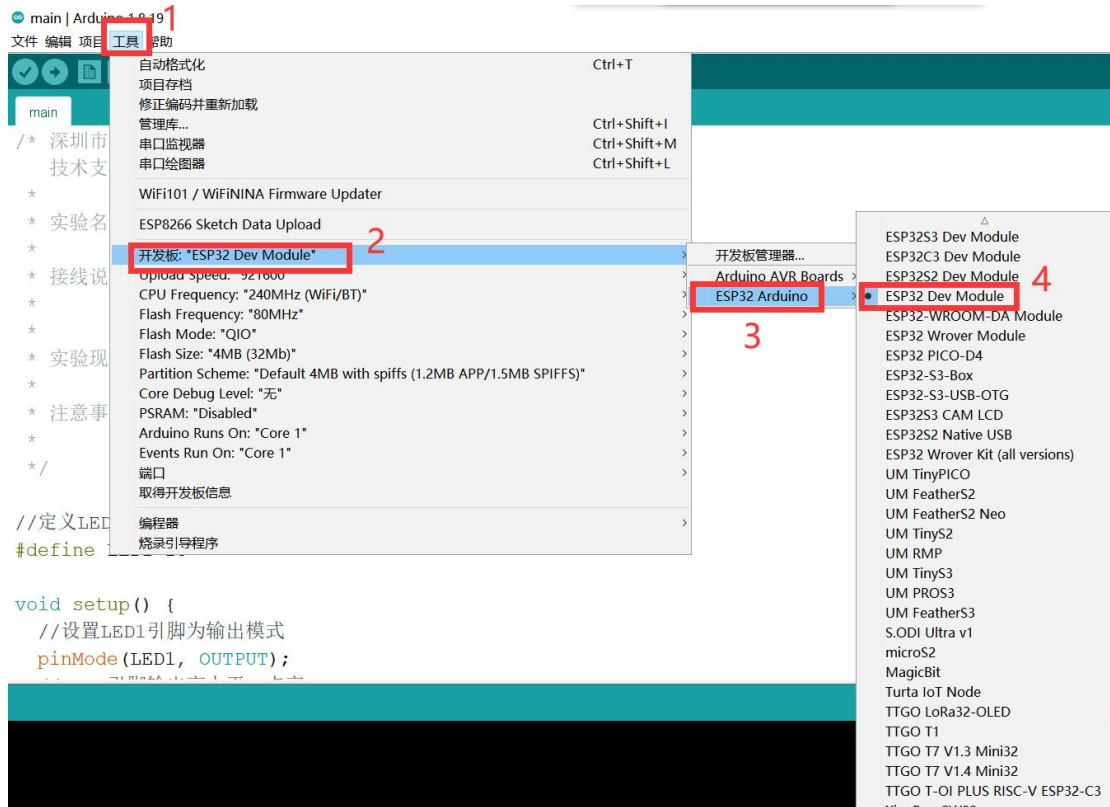 main | Arduino 1.8.19
1
文件 编辑 项目 工具 帮助
自动格式化 Ctrl+T
项目存档
修正编码并重新加载
管理库... Ctrl+Shift+I
串口监视器 Ctrl+Shift+M
串口绘图器 Ctrl+Shift+L
WiFi101 / WiFiNINA Firmware Updater
ESP8266 Sketch Data Upload
2
开发板: "ESP32 Dev Module"
Upload Speed: "921600"
CPU Frequency: "240MHz (WiFi/BT)"
Flash Frequency: "80MHz"
Flash Mode: "QIO"
Flash Size: "4MB (32Mb)"
Partition Scheme: "Default 4MB with spiffs (1.2MB APP/1.5MB SPIFFS)"
Core Debug Level: "无"
PSRAM: "Disabled"
Arduino Runs On: "Core 1"
Events Run On: "Core 1"
端口
取得开发板信息
编程器
烧录引导程序
开发板管理器...
Arduino AVR Boards
ESP32 Arduino
3
ESP32S3 Dev Module
ESP32C3 Dev Module
ESP32S2 Dev Module
4
ESP32 Dev Module
ESP32-WROOM-DA Module
ESP32 Wrover Module
ESP32 PICO-D4
ESP32-S3-Box
ESP32-S3-USB-OTG
ESP32S3 CAM LCD
ESP32S2 Native USB
ESP32 Wrover Kit (all versions)
UM TinyPICO
UM FeatherS2
UM FeatherS2 Neo
UM TinyS2
UM RMP
UM TinyS3
UM PROS3
UM FeatherS3
S.ODI Ultra v1
microS2
MagicBit
Turta IoT Node
TTGO LoRa32-OLED
TTGO T1
TTGO T7 V1.3 Mini32
TTGO T7 V1.4 Mini32
TTGO T-OI PLUS RISC-V ESP32-C3
main
/* 深圳市
技术支
*
* 实验名
*
* 接线说
*
*
* 实验现
*
* 注意事
*
*/
//定义LED
#define
void setup() {
//设置LED1引脚为输出模式
pinMode(LED1, OUTPUT);